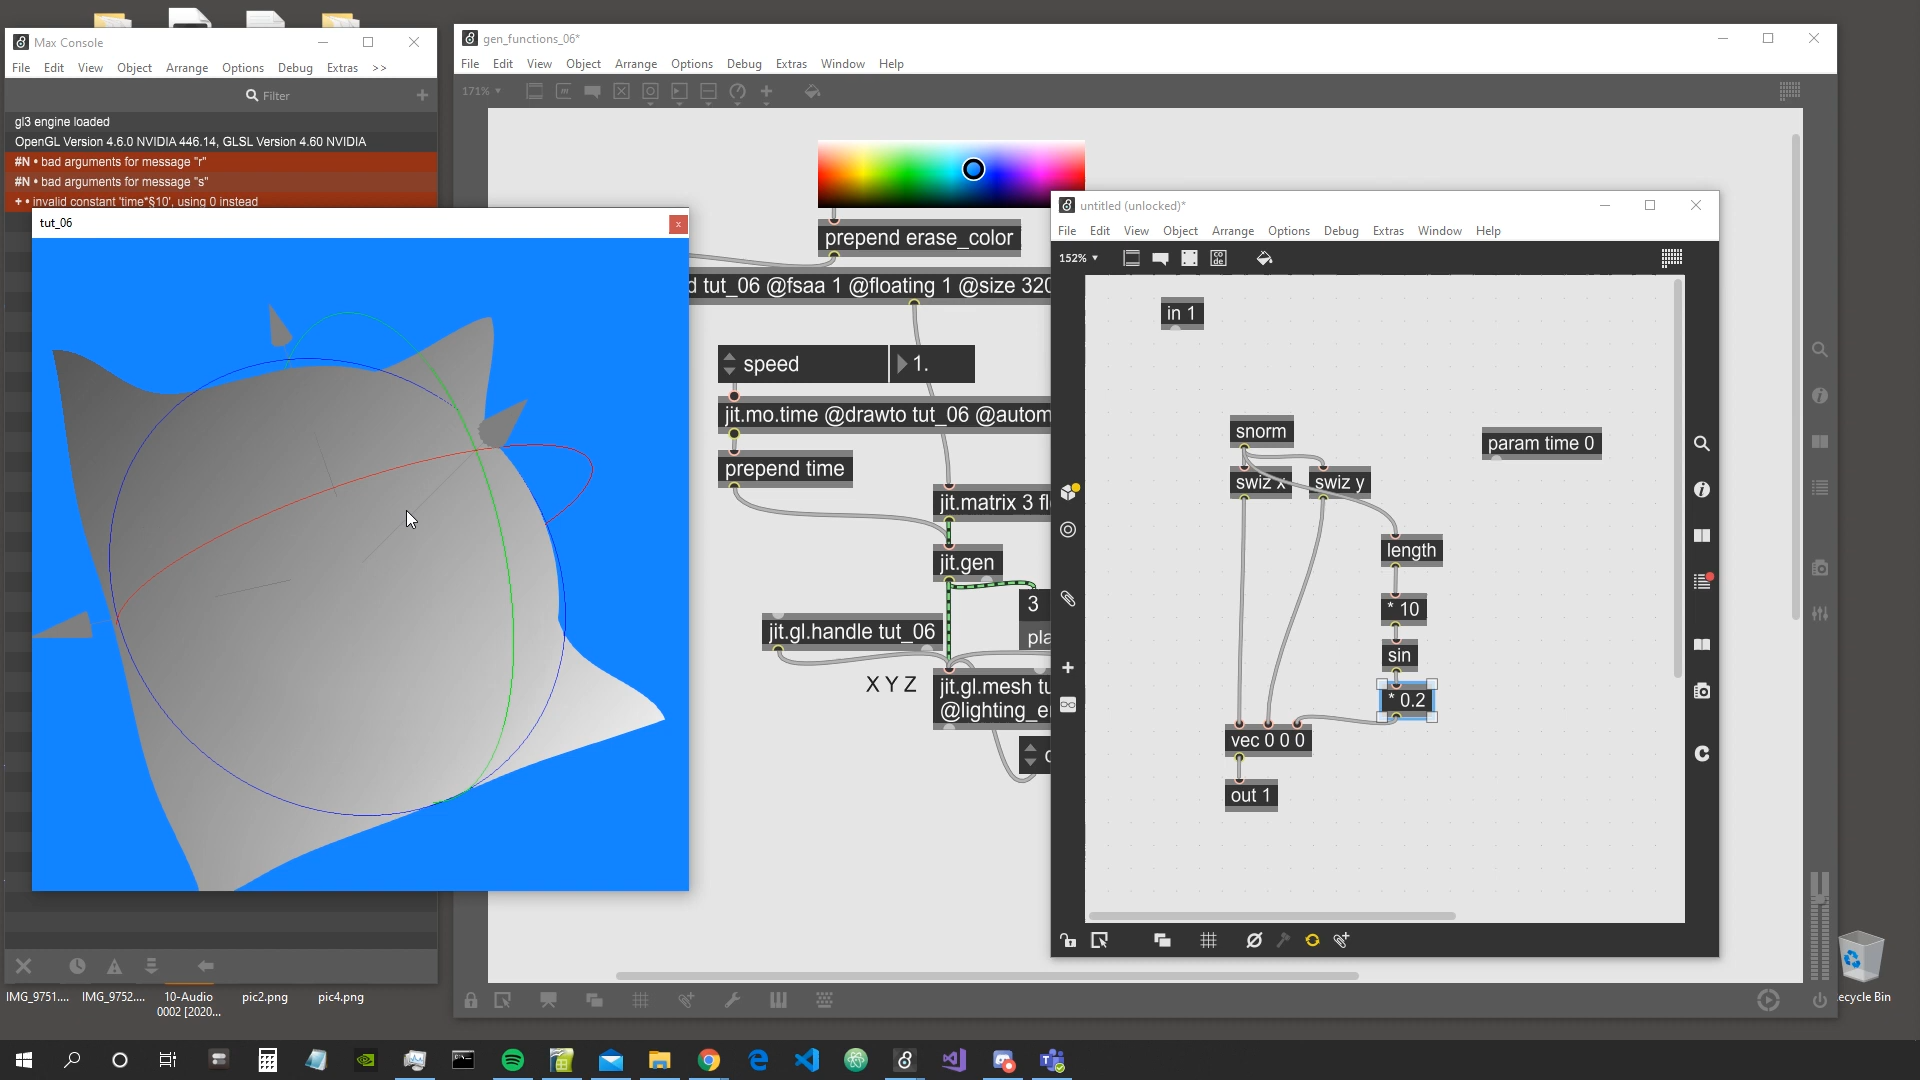 Max Console
File Edit View Object Arrange Options Debug Extras >>
Filter
gl3 engine loaded
OpenGL Version 4.6.0 NVIDIA 446.14, GLSL Version 4.60 NVIDIA
#N • bad arguments for message "r"
#N • bad arguments for message "s"
+ • invalid constant 'time*§10', using 0 instead
tut_06
x
gen_functions_06*
File Edit View Object Arrange Options Debug Extras Window Help
171%
prepend erase_color
d tut_06 @fsaa 1 @floating 1 @size 320
speed
1.
jit.mo.time @drawto tut_06 @autom
prepend time
jit.matrix 3 fl
jit.gen
3
jit.gl.handle tut_06
pla
X Y Z
jit.gl.mesh tu
@lighting_e
untitled (unlocked)*
File Edit View Object Arrange Options Debug Extras Window Help
152%
in 1
snorm
param time 0
swiz x
swiz y
length
* 10
sin
* 0.2
vec 0 0 0
out 1
IMG_9751....
IMG_9752....
10-Audio
0002 [2020...
pic2.png
pic4.png
ecycle Bin